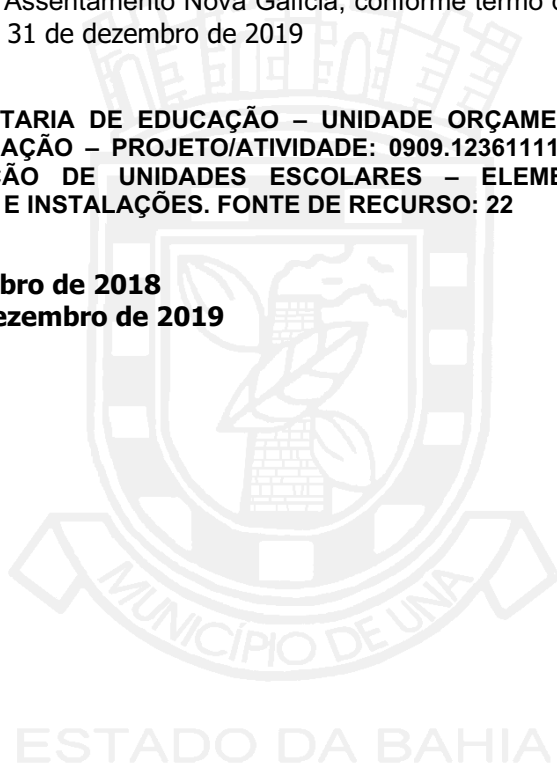 Assentamento Nova Galícia, conforme termo
31 de dezembro de 2019
TARIA DE EDUCAÇÃO – UNIDADE ORÇAME
AÇÃO – PROJETO/ATIVIDADE: 0909.12361111
ÇÃO DE UNIDADES ESCOLARES – ELEME
E INSTALAÇÕES. FONTE DE RECURSO: 22
bro de 2018
ezembro de 2019
MUNICÍPIO DE UNA
ESTADO DA BAHIA